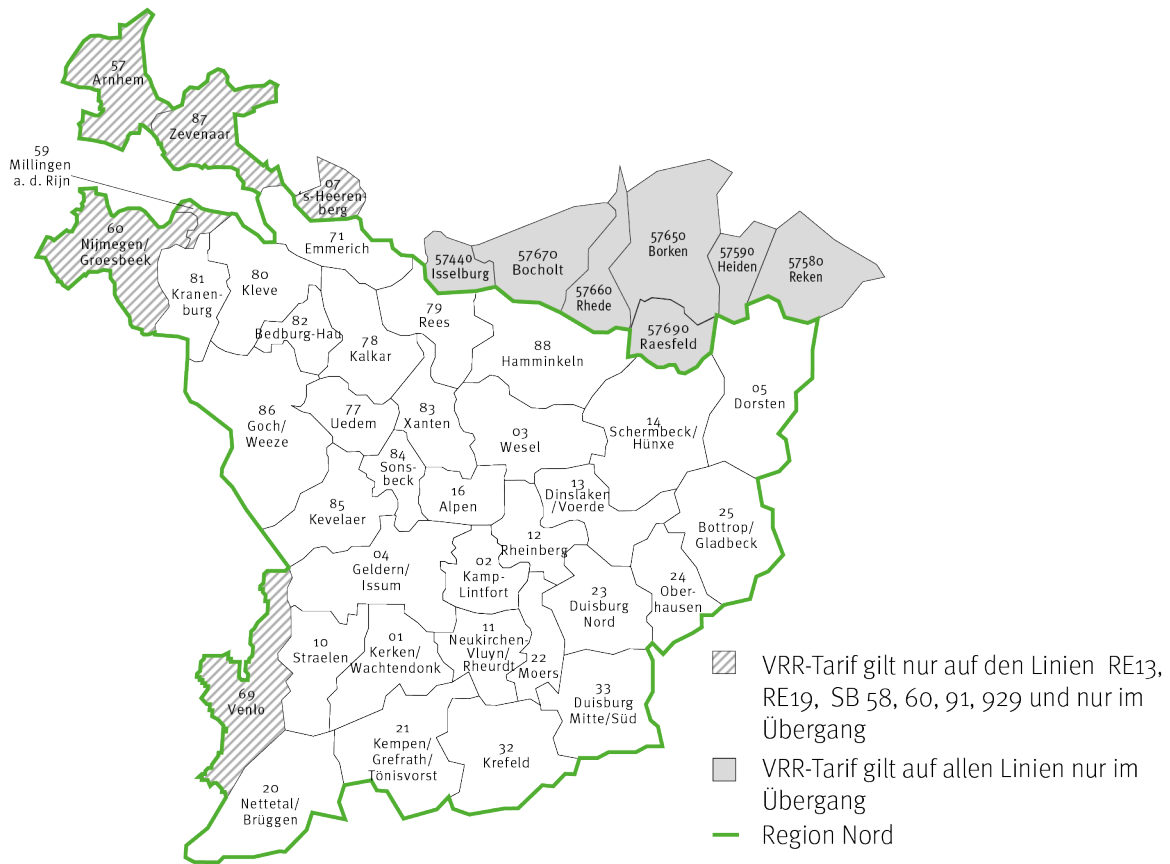 57
Arnhem
87
Zevenaar
59
Millingen
a. d. Rijn
07
's-Heeren-
berg
60
Nijmegen/
Groesbeek
71
Emmerich
81
Kranen-
burg
80
Kleve
82
Bedburg-Hau
78
Kalkar
79
Rees
57440
Isselburg
57670
Bocholt
57660
Rhede
57650
Borken
57590
Heiden
57580
Reken
57690
Raesfeld
88
Hamminkeln
05
Dorsten
86
Goch/
Weeze
77
Uedem
83
Xanten
03
Wesel
14
Schermbeck/
Hünxe
84
Sons-
beck
16
Alpen
13
Dinslaken
/Voerde
85
Kevelaer
12
Rheinberg
25
Bottrop/
Gladbeck
04
Geldern/
Issum
02
Kamp-
Lintfort
23
Duisburg
Nord
24
Ober-
hausen
10
Straelen
01
Kerken/
Wachtendonk
11
Neukirchen-
Vluyn/
Rheurdt
22
Moers
69
Venlo
33
Duisburg
Mitte/Süd
21
Kempen/
Grefrath/
Tönisvorst
32
Krefeld
20
Nettetal/
Brüggen
VRR-Tarif gilt nur auf den Linien RE13,
RE19, SB 58, 60, 91, 929 und nur im
Übergang
VRR-Tarif gilt auf allen Linien nur im
Übergang
Region Nord